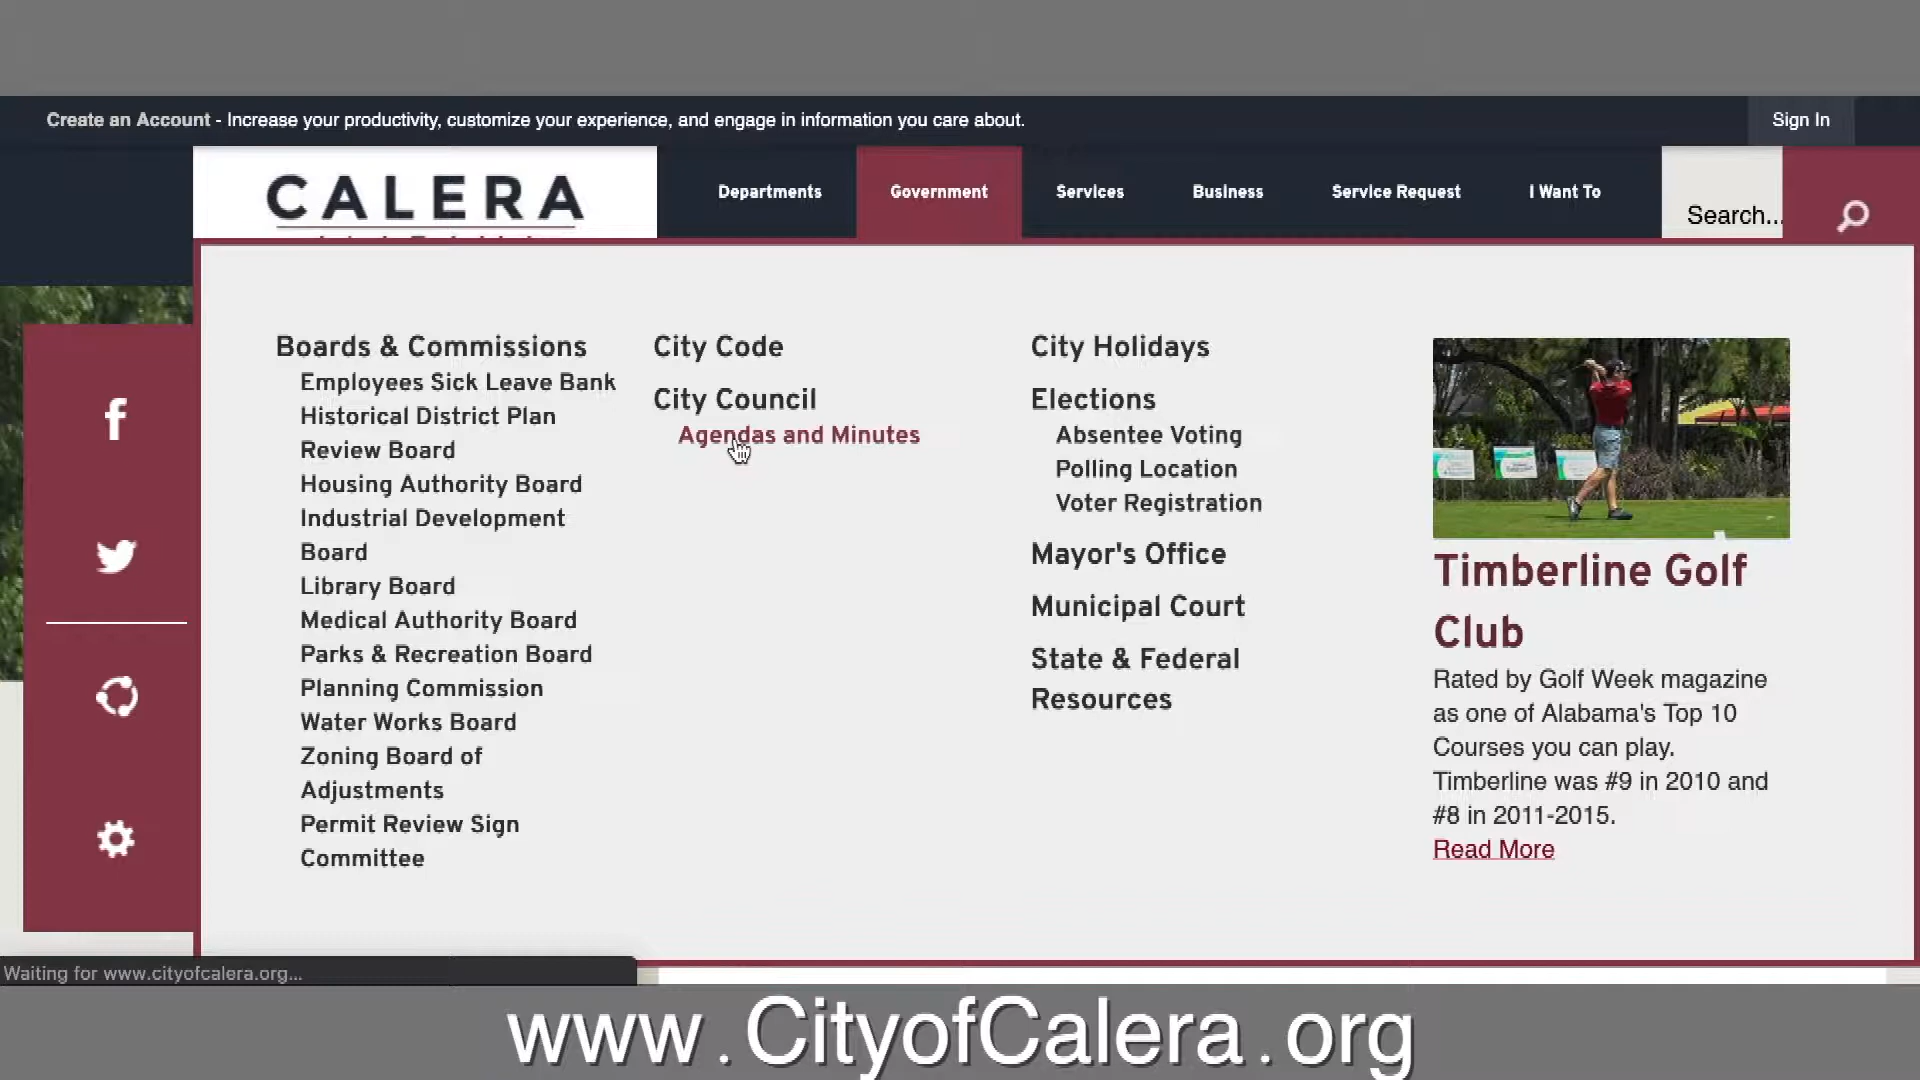 Create an Account - Increase your productivity, customize your experience, and engage in information you care about.
Sign In
CALERA
Departments
Government
Services
Business
Service Request
I Want To
Search...
Boards & Commissions
Employees Sick Leave Bank
Historical District Plan
Review Board
Housing Authority Board
Industrial Development
Board
Library Board
Medical Authority Board
Parks & Recreation Board
Planning Commission
Water Works Board
Zoning Board of
Adjustments
Permit Review Sign
Committee
City Code
City Council
Agendas and Minutes
City Holidays
Elections
Absentee Voting
Polling Location
Voter Registration
Mayor's Office
Municipal Court
State & Federal
Resources
Timberline Golf
Club
Rated by Golf Week magazine
as one of Alabama's Top 10
Courses you can play.
Timberline was #9 in 2010 and
#8 in 2011-2015.
Read More
Waiting for www.cityofcalera.org...
www.CityofCalera.org